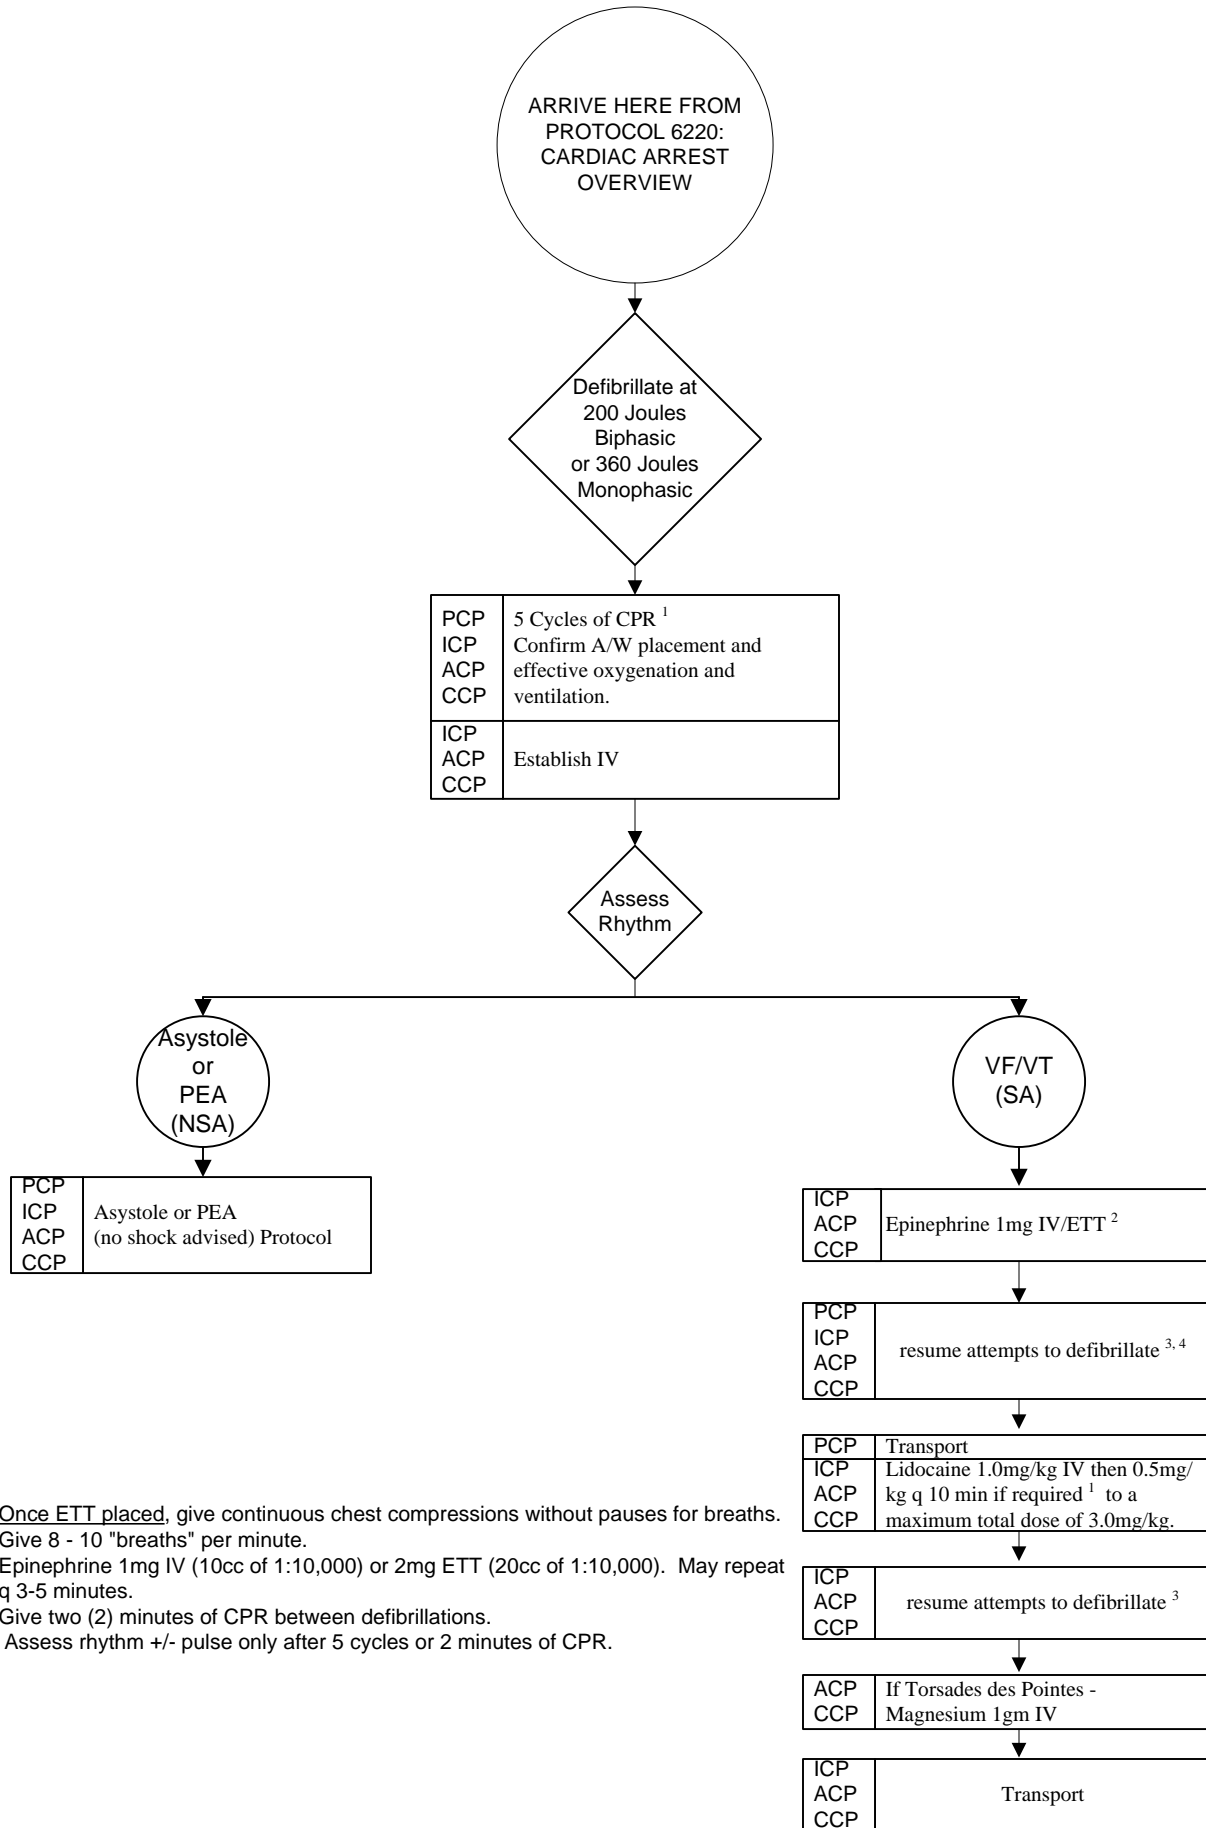 ARRIVE HERE FROM
PROTOCOL 6220:
CARDIAC ARREST
OVERVIEW
Defibrillate at
200 Joules
Biphasic
or 360 Joules
Monophasic
PCP
ICP
ACP
CCP
5 Cycles of CPR 1
Confirm A/W placement and
effective oxygenation and
ventilation.
ICP
ACP
CCP
Establish IV
Assess
Rhythm
Asystole
or
PEA
(NSA)
PCP
ICP
ACP
CCP
Asystole or PEA
(no shock advised) Protocol
VF/VT
(SA)
ICP
ACP
CCP
Epinephrine 1mg IV/ETT 2
PCP
ICP
ACP
CCP
resume attempts to defibrillate 3, 4
PCP
Transport
ICP
ACP
CCP
Lidocaine 1.0mg/kg IV then 0.5mg/
kg q 10 min if required 1 to a
maximum total dose of 3.0mg/kg.
ICP
ACP
CCP
resume attempts to defibrillate 3
ACP
CCP
If Torsades des Pointes -
Magnesium 1gm IV
ICP
ACP
CCP
Transport
Once ETT placed, give continuous chest compressions without pauses for breaths.
Give 8 - 10 "breaths" per minute.
Epinephrine 1mg IV (10cc of 1:10,000) or 2mg ETT (20cc of 1:10,000). May repeat
q 3-5 minutes.
Give two (2) minutes of CPR between defibrillations.
Assess rhythm +/- pulse only after 5 cycles or 2 minutes of CPR.